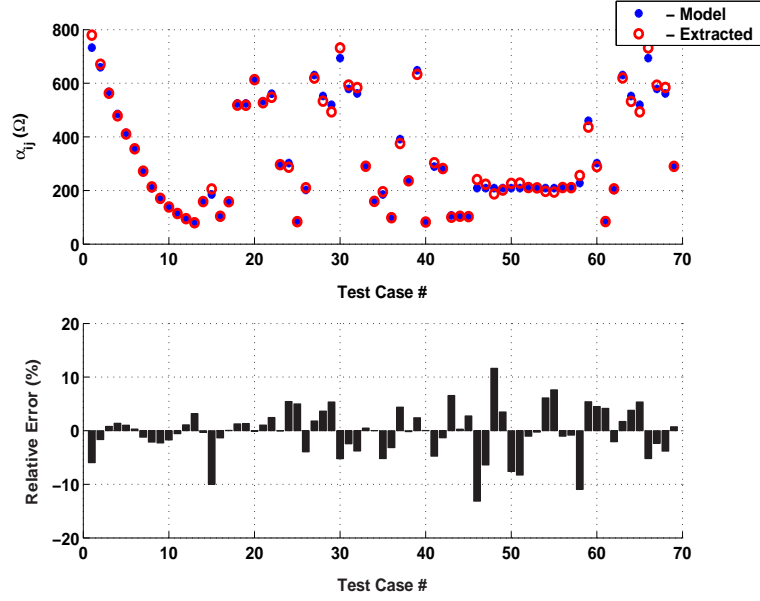 – Model
– Extracted
800
600
400
200
0
α_ij (Ω)
0 10 20 30 40 50 60 70
Test Case #
20
10
0
−10
−20
Relative Error (%)
0 10 20 30 40 50 60 70
Test Case #